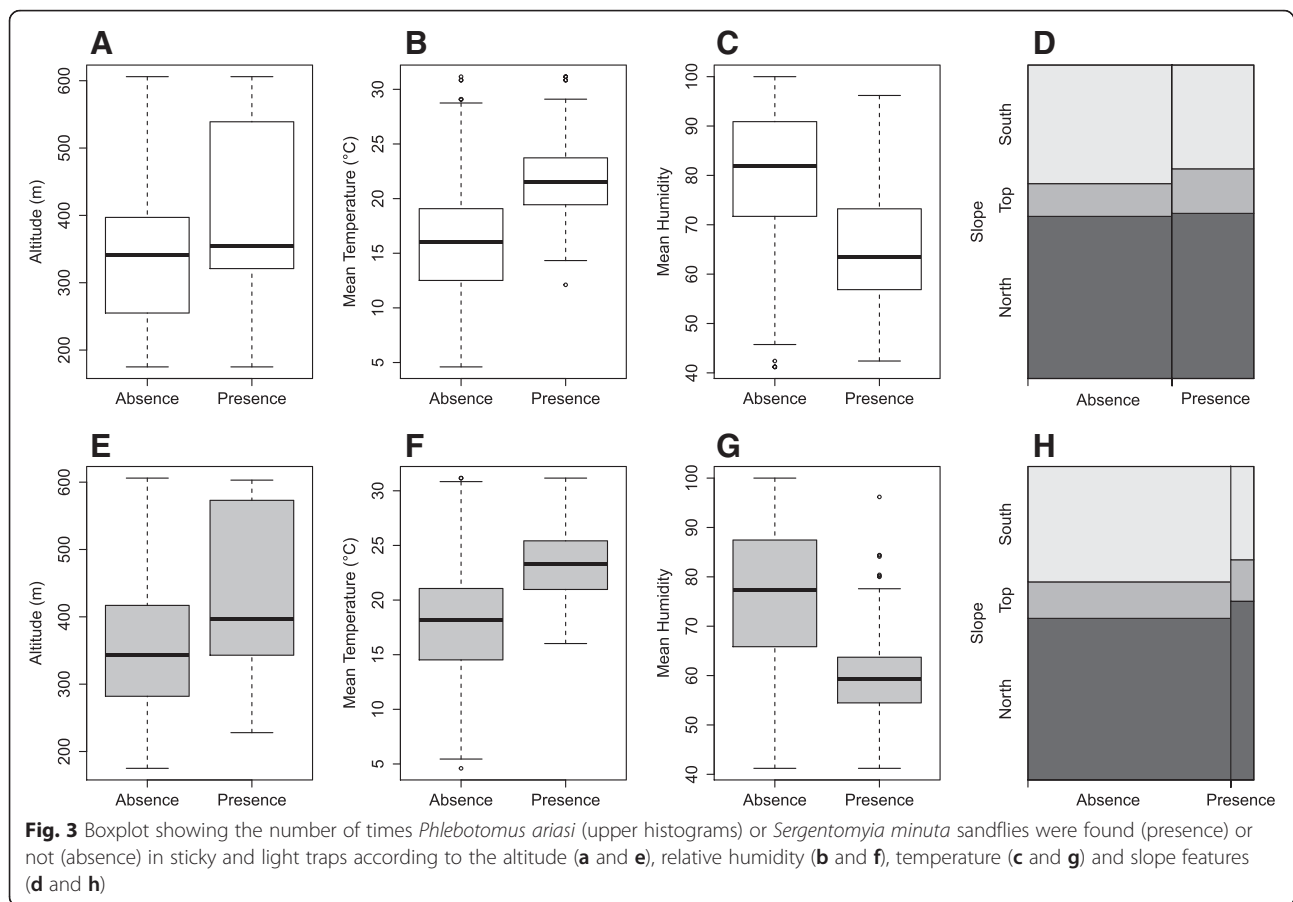 A
B
C
D
Altitude (m)
600
500
400
300
200
Absence
Presence
Mean Temperature (°C)
30
25
20
15
10
5
Absence
Presence
Mean Humidity
100
90
80
70
60
50
40
Absence
Presence
Slope
South
Top
North
Absence
Presence
E
F
G
H
Altitude (m)
600
500
400
300
200
Absence
Presence
Mean Temperature (°C)
30
25
20
15
10
5
Absence
Presence
Mean Humidity
100
90
80
70
60
50
40
Absence
Presence
Slope
South
Top
North
Absence
Presence
Fig. 3 Boxplot showing the number of times Phlebotomus ariasi (upper histograms) or Sergentomyia minuta sandflies were found (presence) or
not (absence) in sticky and light traps according to the altitude (a and e), relative humidity (b and f), temperature (c and g) and slope features
(d and h)